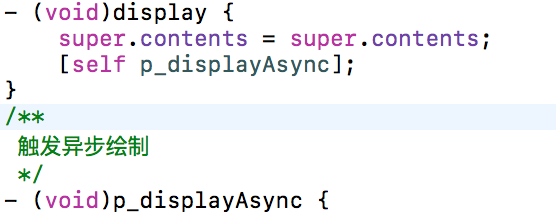 - (void)display {
    super.contents = super.contents;
    [self p_displayAsync];
}
/**
 触发异步绘制
 */
- (void)p_displayAsync {